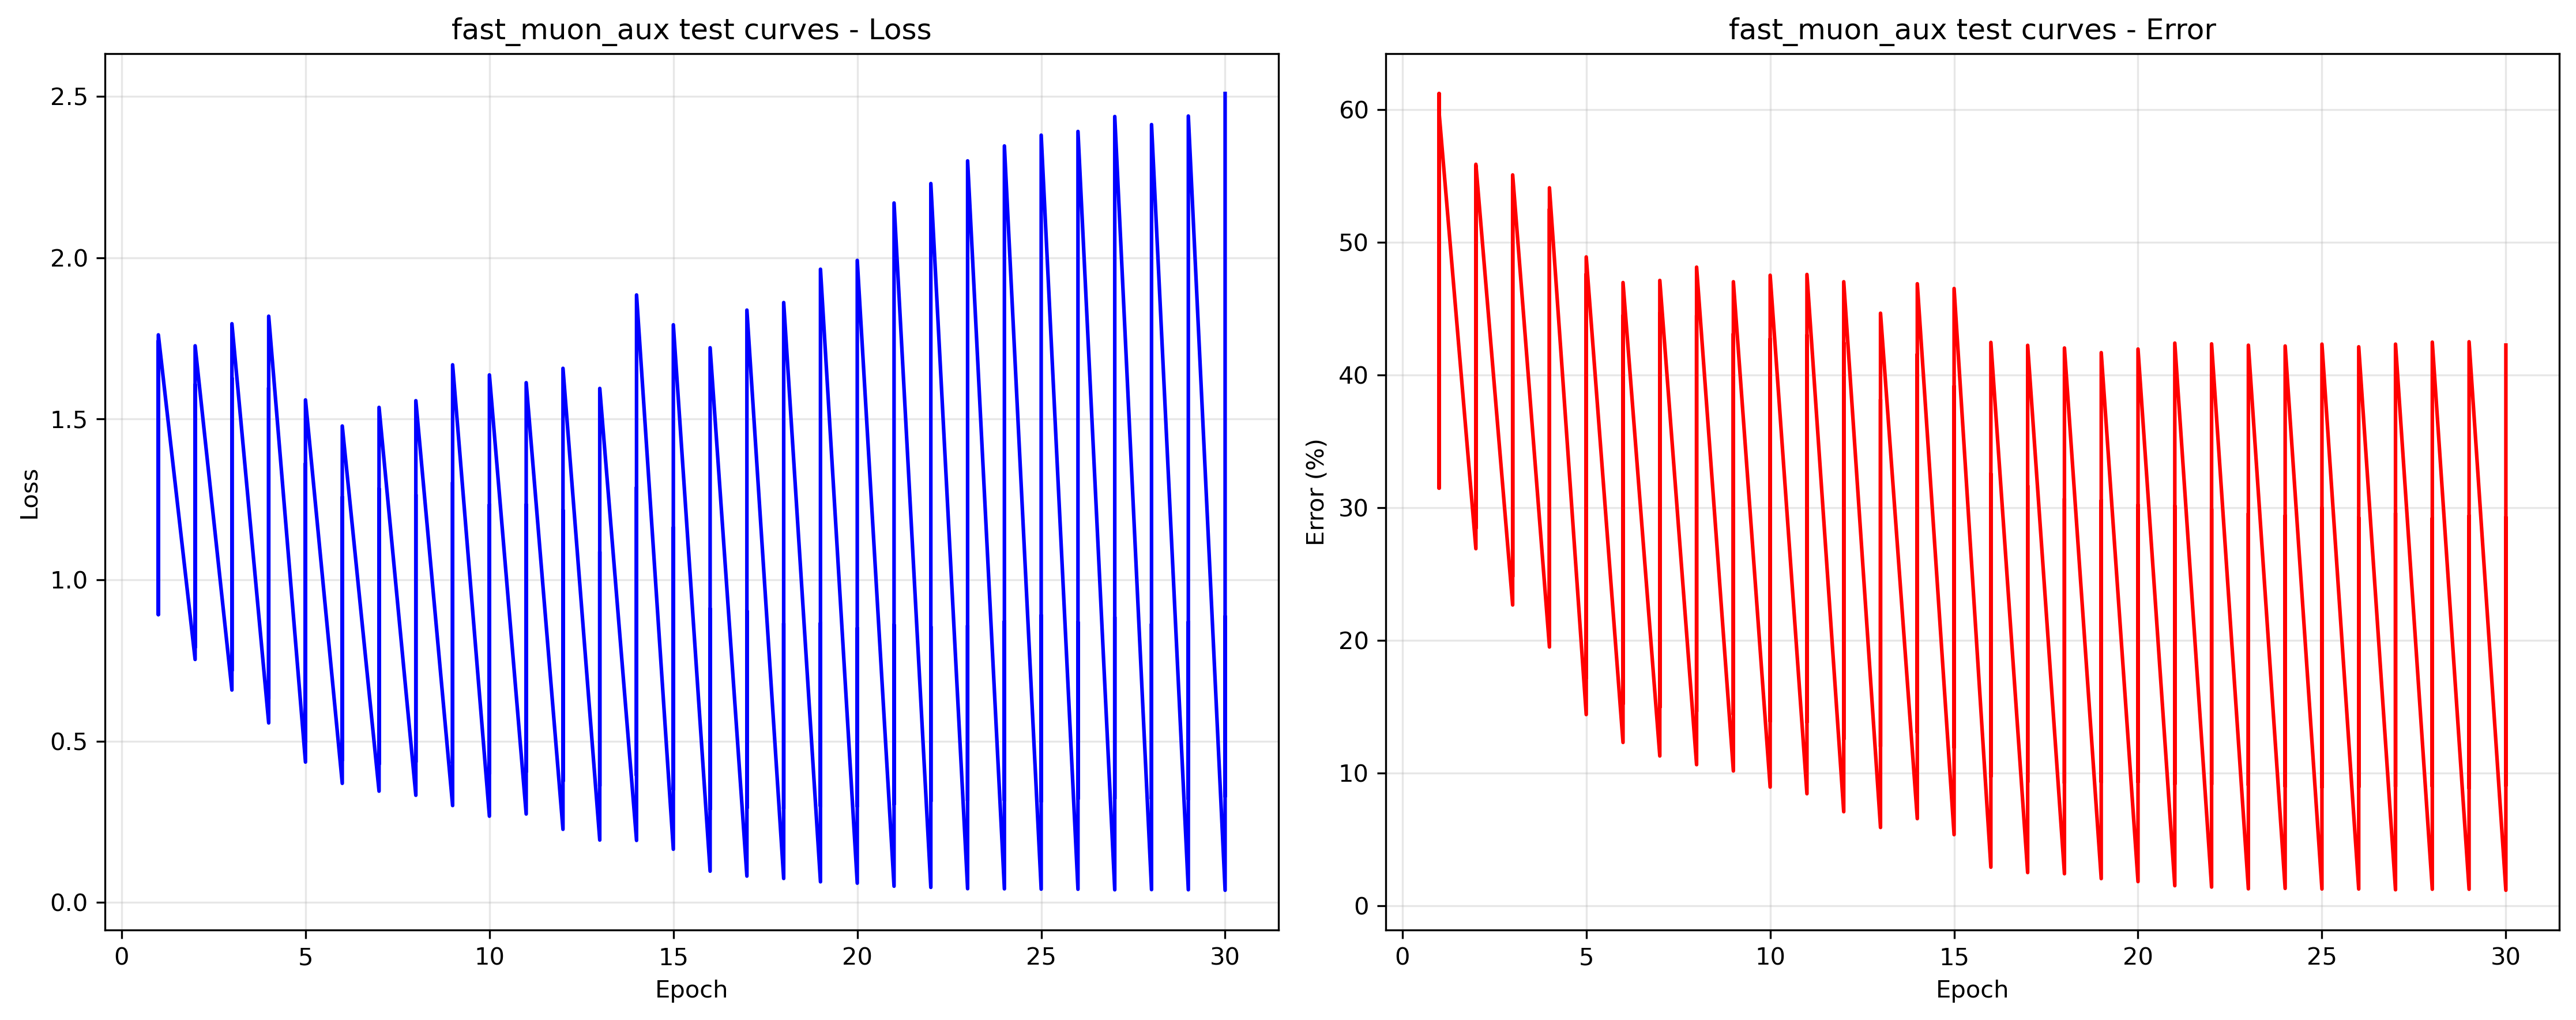 fast_muon_aux test curves - Loss
2.5
2.0
1.5
1.0
0.5
0.0
Loss
0 5 10 15 20 25 30
Epoch
fast_muon_aux test curves - Error
60
50
40
30
20
10
0
Error (%)
0 5 10 15 20 25 30
Epoch